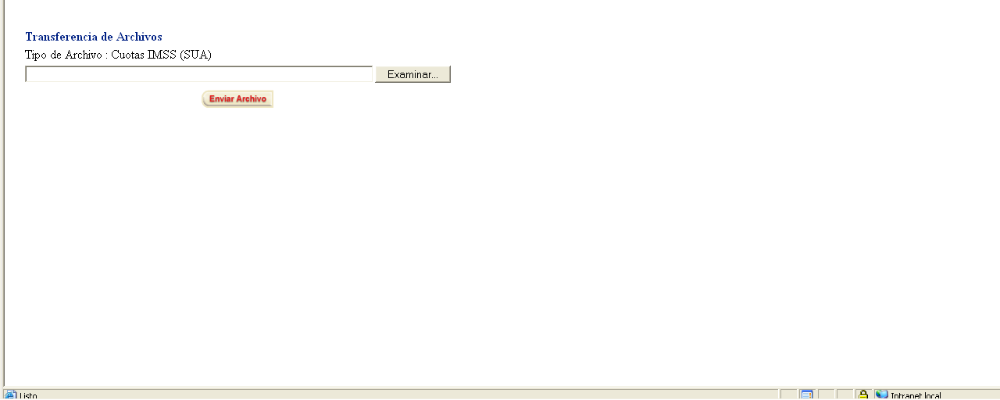 Transferencia de Archivos
Tipo de Archivo : Cuotas IMSS (SUA)
Examinar...
Enviar Archivo
Listo
Intranet local